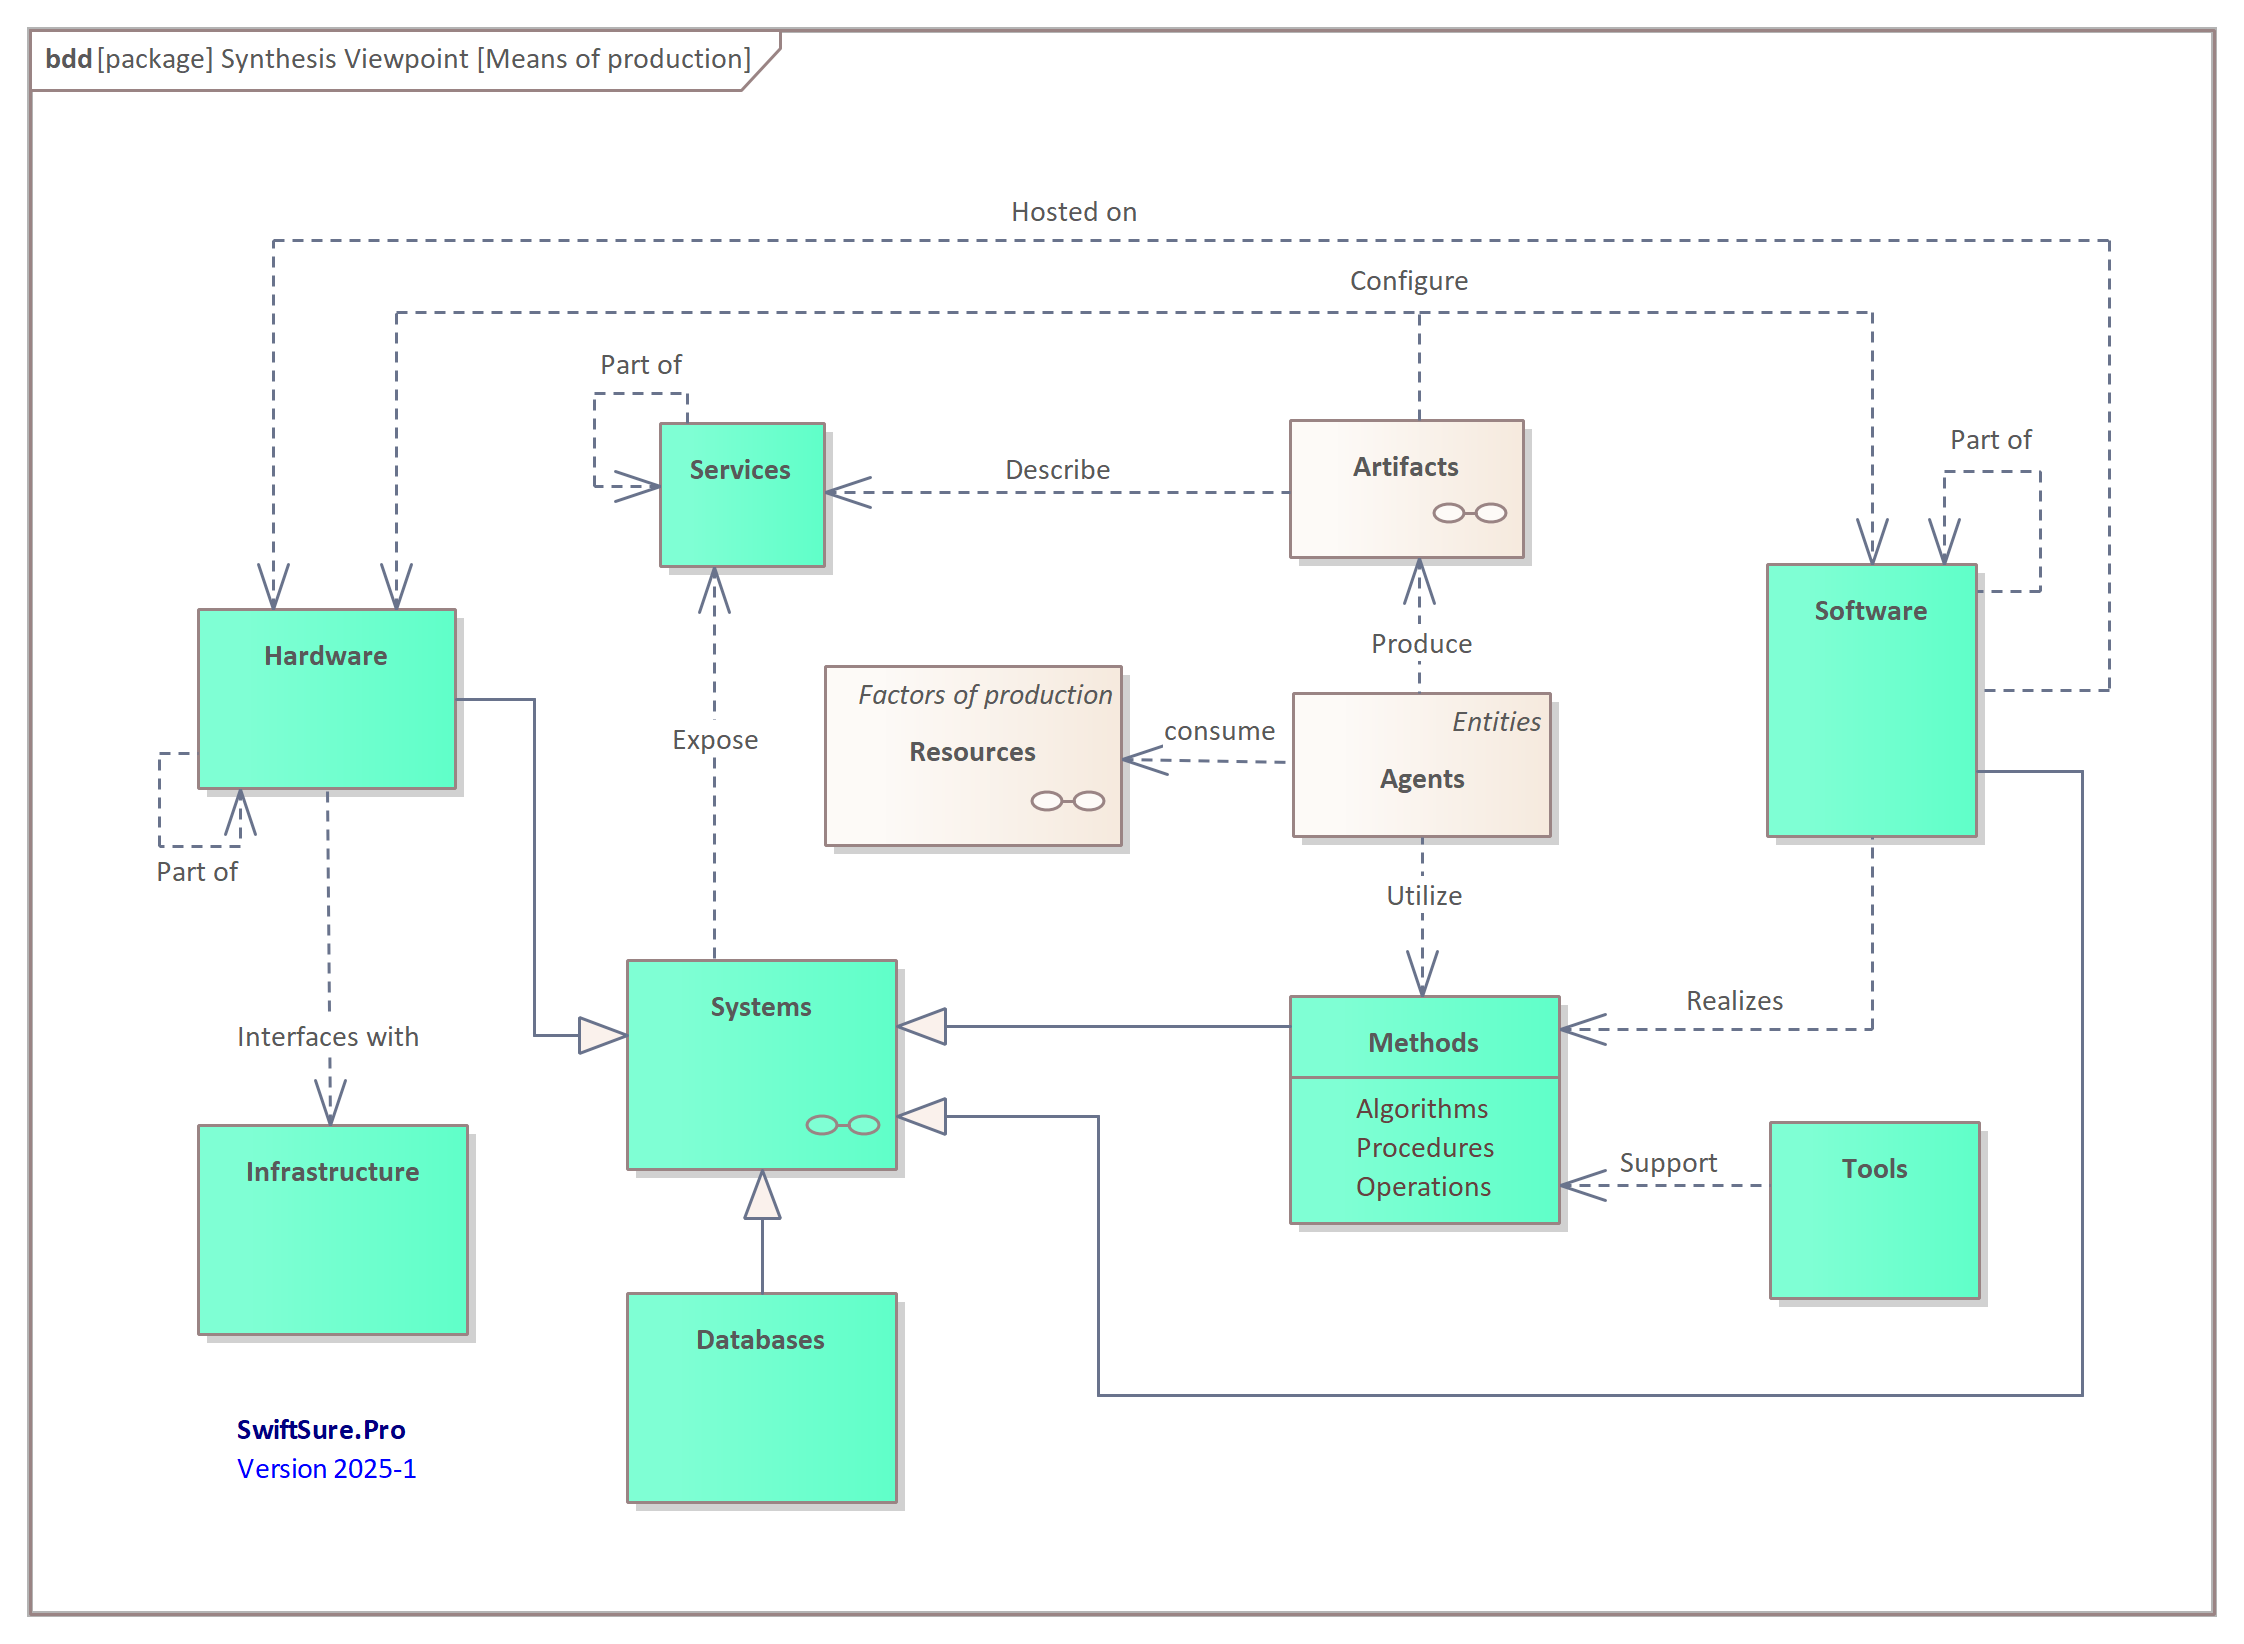 bdd [package] Synthesis Viewpoint [Means of production]
Hosted on
Configure
Part of
Part of
Services
Describe
Artifacts
Software
Hardware
Produce
Factors of production
Resources
consume
Entities
Agents
Expose
Part of
Utilize
Systems
Realizes
Interfaces with
Methods
Algorithms
Procedures
Operations
Infrastructure
Support
Tools
Databases
SwiftSure.Pro
Version 2025-1